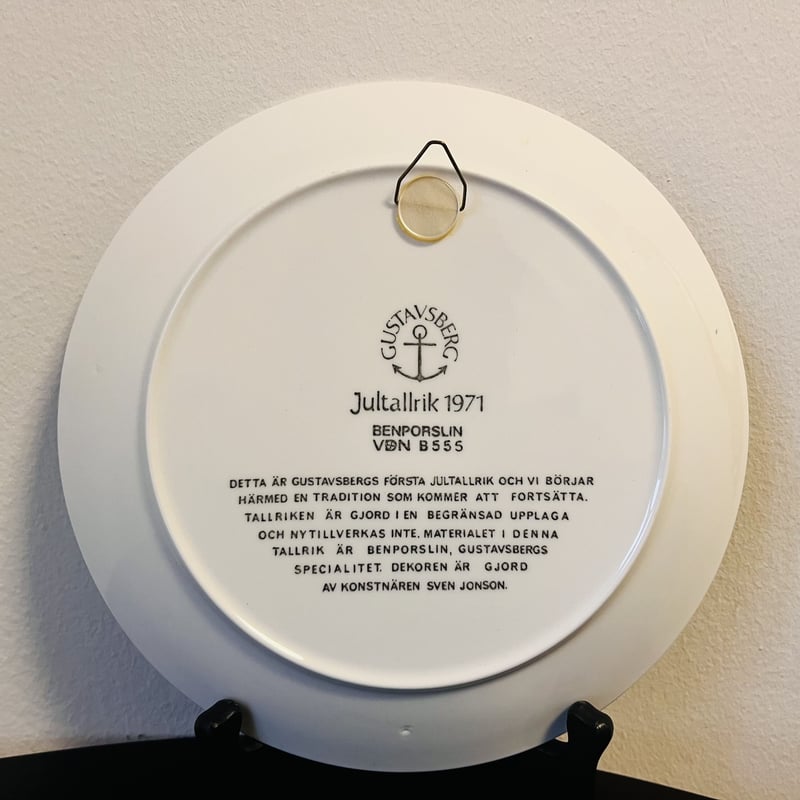 GUSTAVSBERG
Jultallrik 1971
BENPORSLIN
VDN B555
DETTA ÄR GUSTAVSBERGS FÖRSTA JULTALLRIK OCH VI BÖRJAR
HÄRMED EN TRADITION SOM KOMMER ATT FORTSÄTTA.
TALLRIKEN ÄR GJORD I EN BEGRÄNSAD UPPLAGA
OCH NYTILLVERKAS INTE. MATERIALET I DENNA
TALLRIK ÄR BENPORSLIN, GUSTAVSBERGS
SPECIALITET. DEKOREN ÄR GJORD
AV KONSTNÄREN SVEN JONSON.